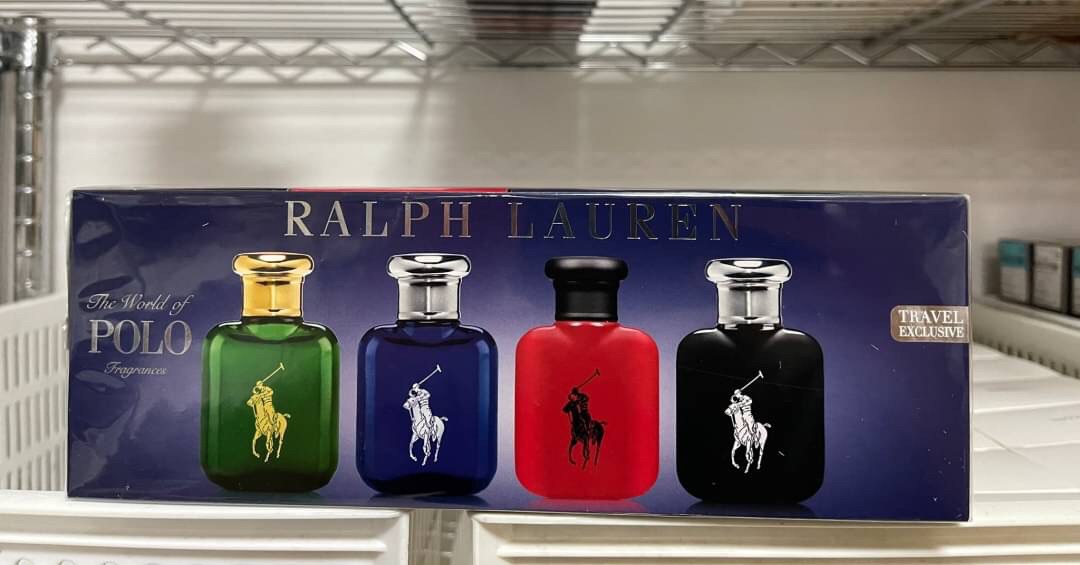 RALPH LAUREN
The World of
POLO
Fragrances
TRAVEL
EXCLUSIVE